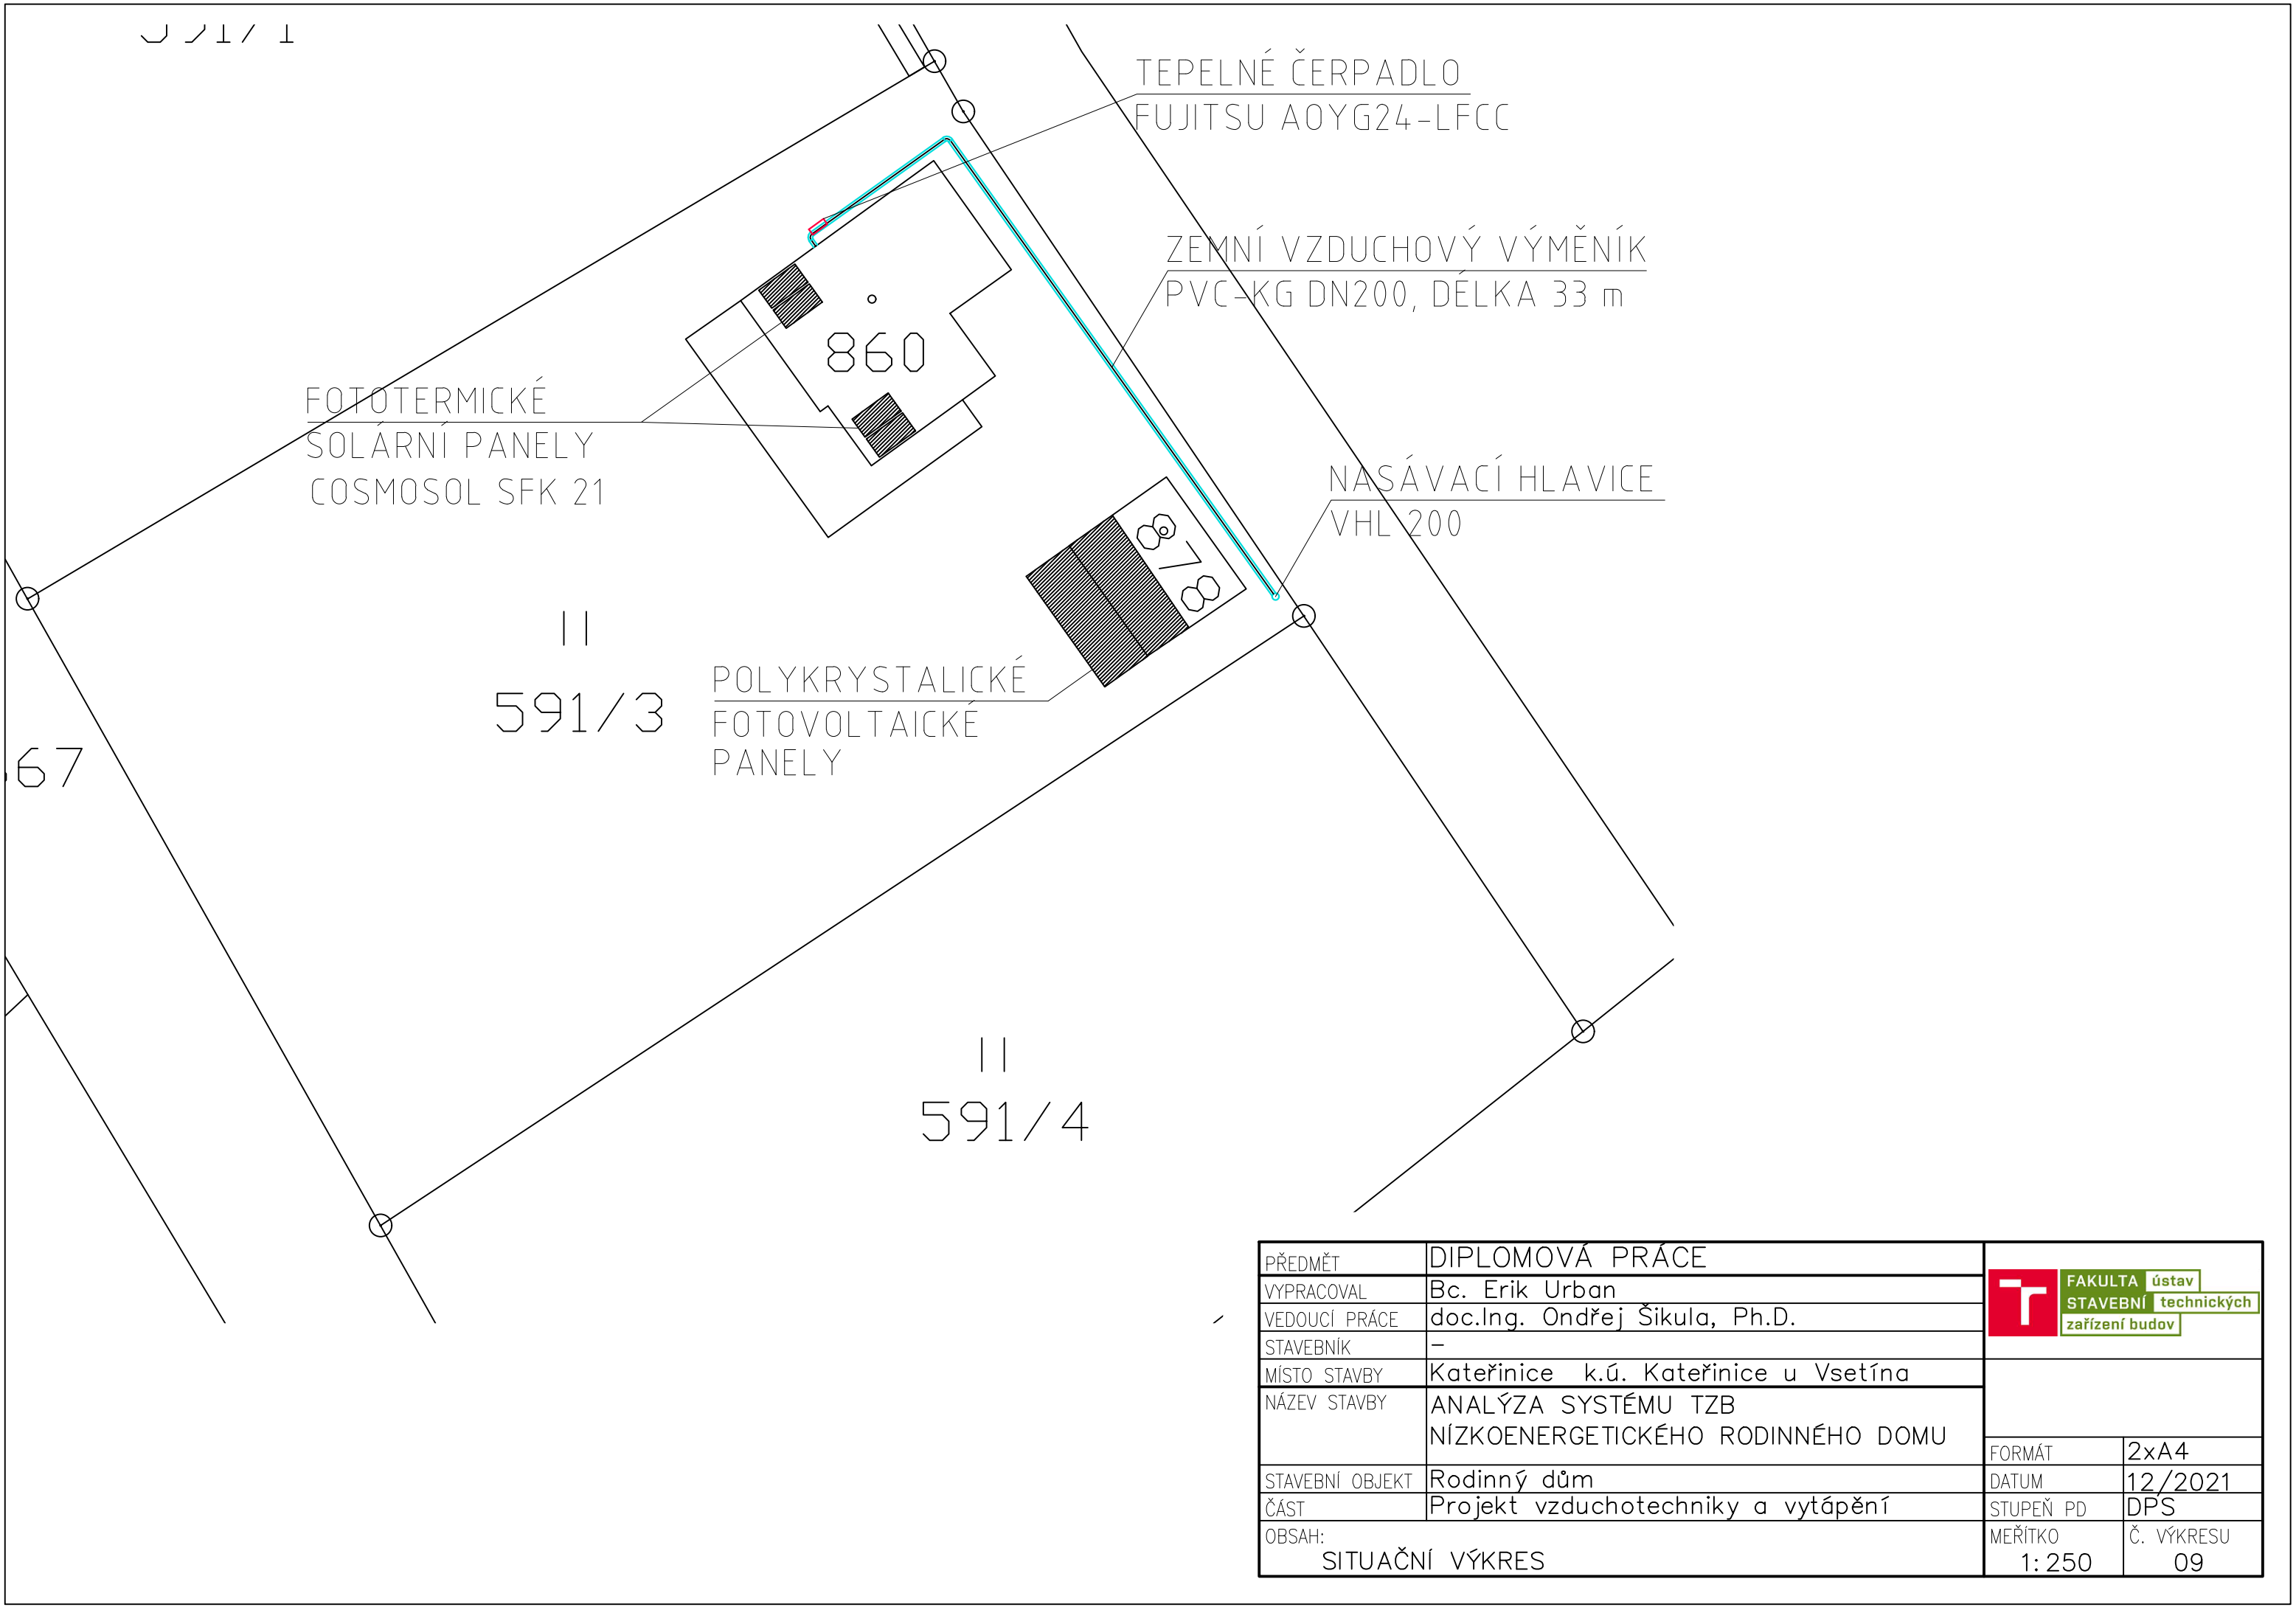 TEPELNÉ ČERPADLO
FUJITSU AOYG24-LFCC
ZEMNÍ VZDUCHOVÝ VÝMĚNÍK
PVC-KG DN200, DÉLKA 33 m
860
FOTOTERMICKÉ
SOLÁRNÍ PANELY
COSMOSOL SFK 21
NASÁVACÍ HLAVICE
VHL 200
878
591/3
POLYKRYSTALICKÉ
FOTOVOLTAICKÉ
PANELY
67
591/4
PŘEDMĚT DIPLOMOVÁ PRÁCE
VYPRACOVAL Bc. Erik Urban
VEDOUCÍ PRÁCE doc.Ing. Ondřej Šikula, Ph.D.
STAVEBNÍK –
MÍSTO STAVBY Kateřinice k.ú. Kateřinice u Vsetína
NÁZEV STAVBY ANALÝZA SYSTÉMU TZB
NÍZKOENERGETICKÉHO RODINNÉHO DOMU
STAVEBNÍ OBJEKT Rodinný dům
ČÁST Projekt vzduchotechniky a vytápění
OBSAH:
SITUAČNÍ VÝKRES
FAKULTA ústav
STAVEBNÍ technických
zařízení budov
FORMÁT 2xA4
DATUM 12/2021
STUPEŇ PD DPS
MEŘÍTKO Č. VÝKRESU
1:250 09